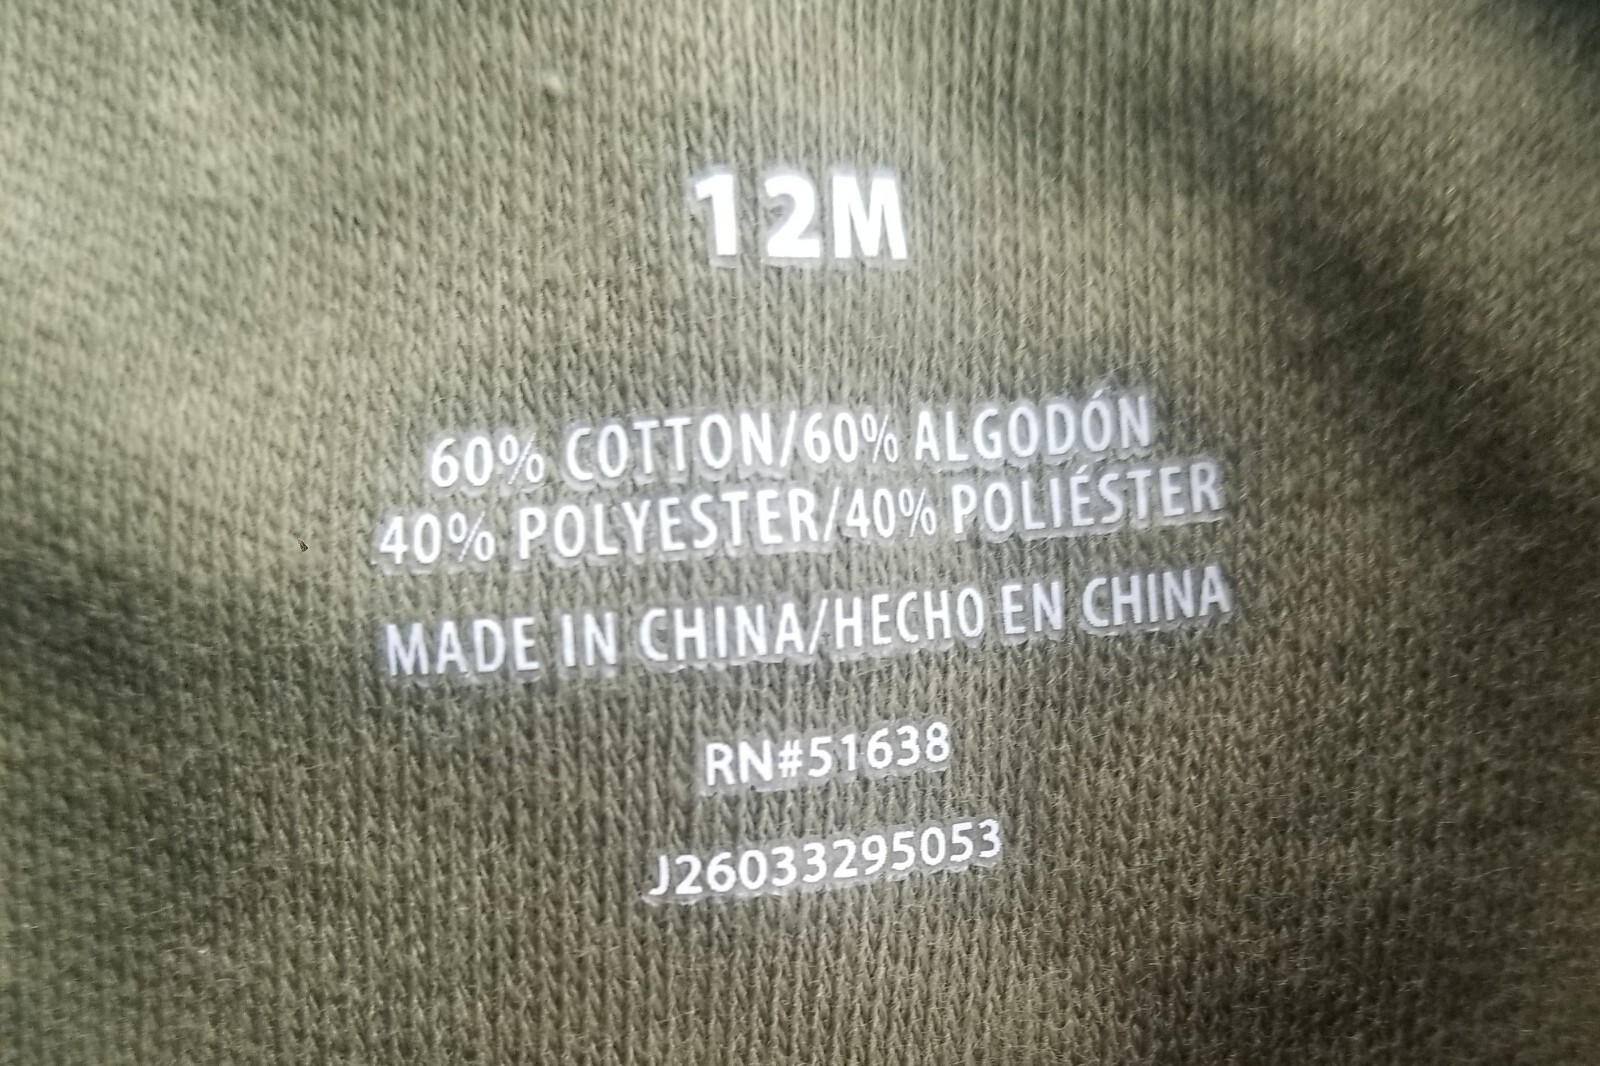 12M
60% COTTON/60% ALGODÓN
40% POLYESTER/40% POLIÉSTER
MADE IN CHINA/HECHO EN CHINA
RN#51638
J26033295053